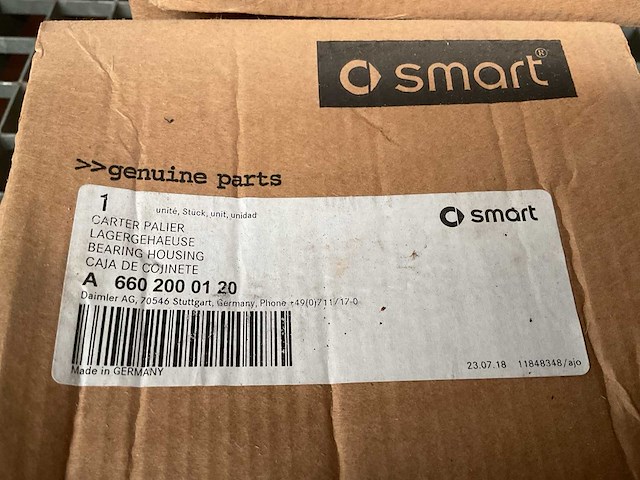 smart®
>>genuine parts
1 unité, Stück, unit, unidad
smart
CARTER PALIER
LAGERGEHAEUSE
BEARING HOUSING
CAJA DE COJINETE
A 660 200 01 20
Daimler AG, 70546 Stuttgart, Germany, Phone +49(0)711/17-0
Made in GERMANY
23.07.18 11848348/ajo